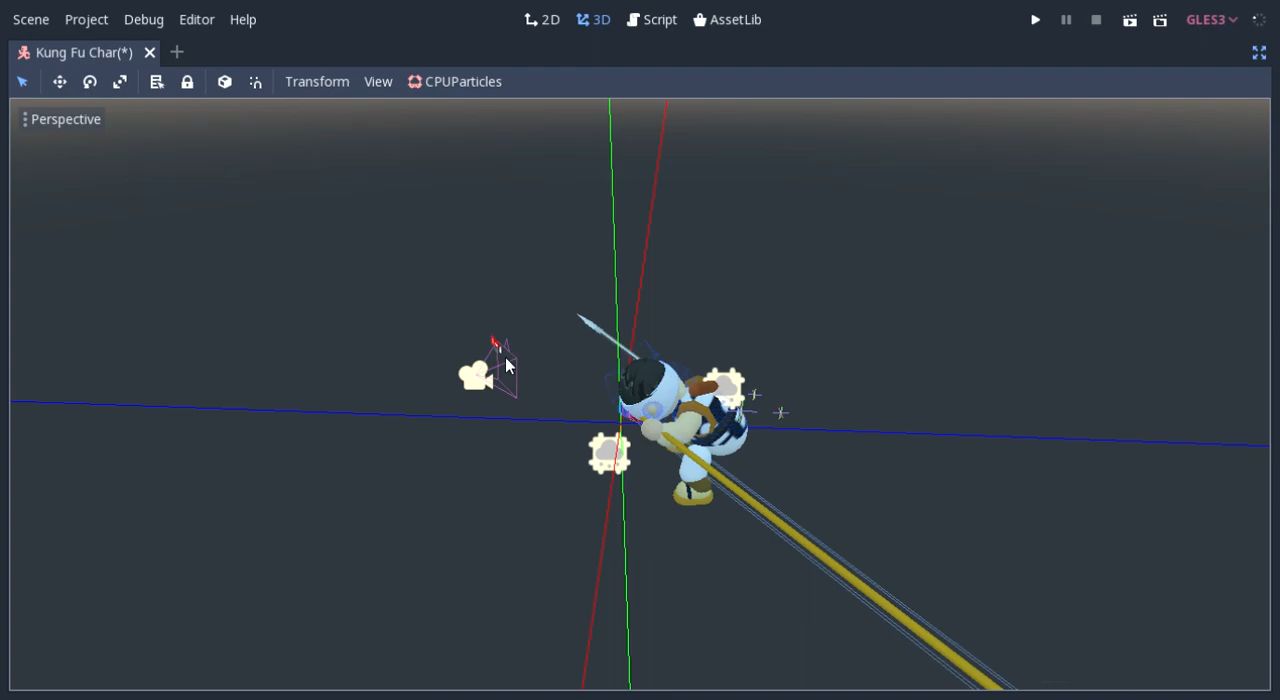 Scene Project Debug Editor Help 2D 3D Script AssetLib GLES3
Kung Fu Char(*)
Transform View CPUParticles
Perspective